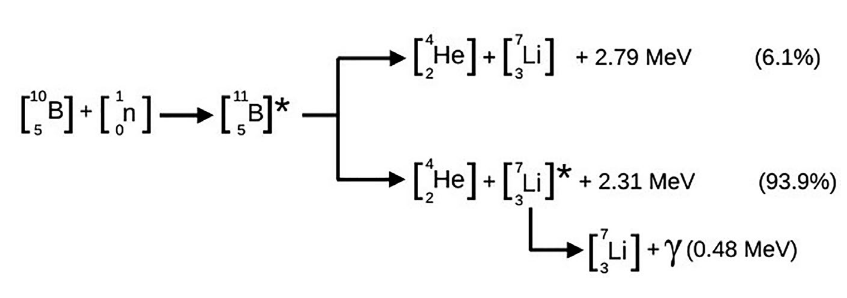 [⁴₂He] + [⁷₃Li] + 2.79 MeV (6.1%)
[¹⁰₅B] + [¹₀n] → [¹¹₅B]*
[⁴₂He] + [⁷₃Li]* + 2.31 MeV (93.9%)
[⁷₃Li] + γ (0.48 MeV)